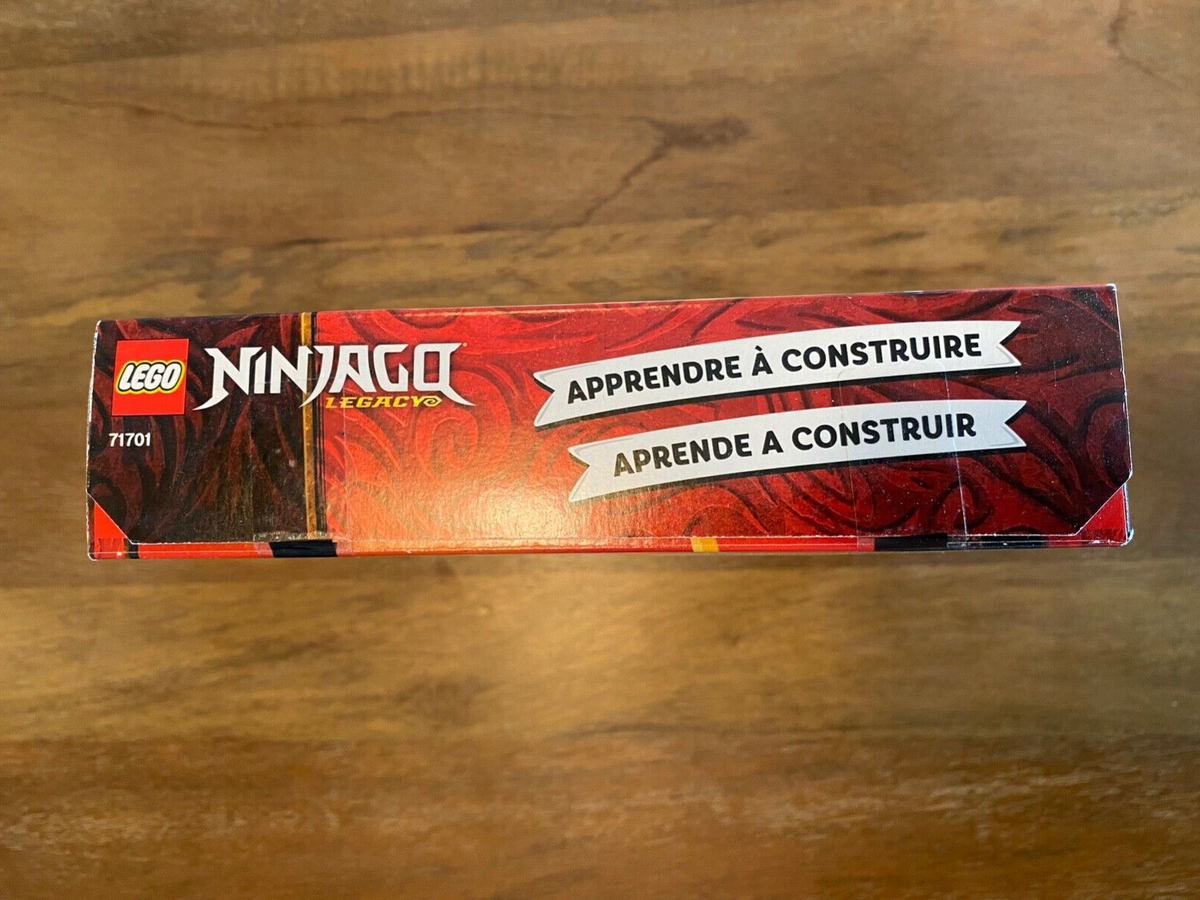 LEGO
NINJAGO
LEGACY
71701
APPRENDRE À CONSTRUIRE
APRENDE A CONSTRUIR